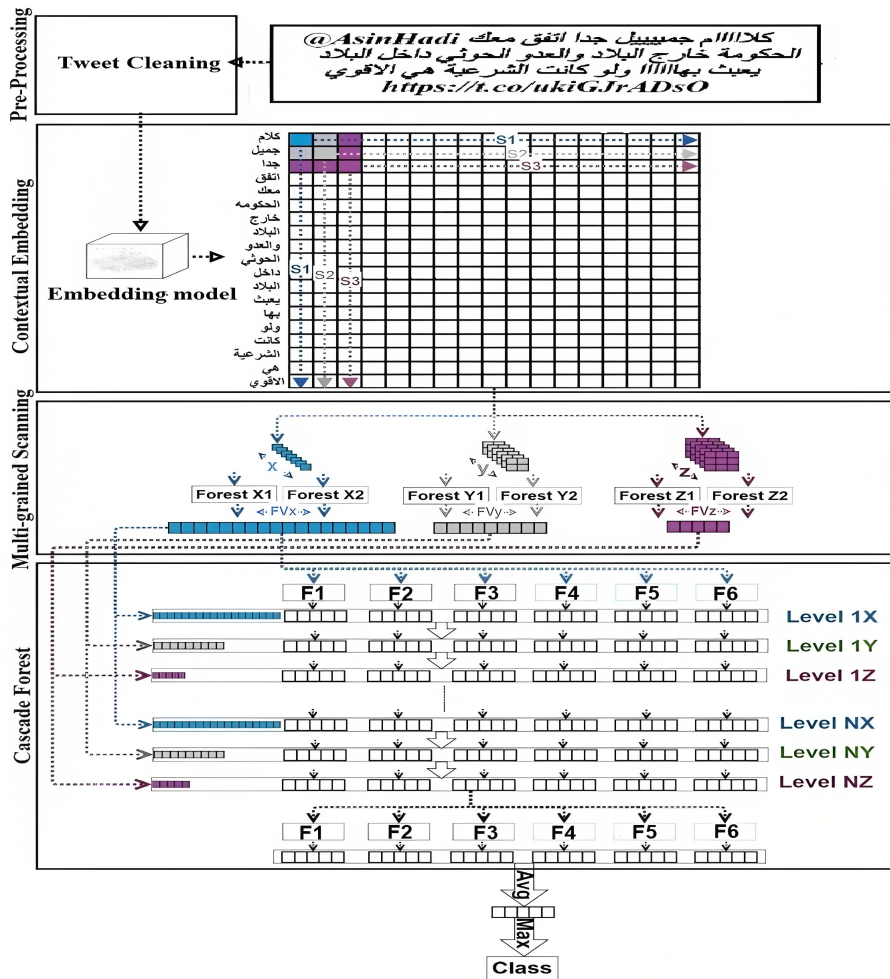 Pre-Processing
Tweet Cleaning
@AsinHadi كلااااام جمييييل جدا اتفق معك
الحكومة خارج البلاد والعدو الحوثي داخل البلاد
يعبث بهااااا ولو كانت الشرعية هي الاقوي
https://t.co/ukiGJrADsO
Contextual Embedding
Embedding model
كلام
جميل
جدا
اتفق
معك
الحكومه
خارج
البلاد
والعدو
الحوثي
داخل
البلاد
يعبث
بها
ولو
كانت
الشرعية
هي
الاقوي
S1
S2
S3
S1
S2
S3
Multi-grained Scanning
x
y
z
Forest X1
Forest X2
Forest Y1
Forest Y2
Forest Z1
Forest Z2
FVx
FVy
FVz
Cascade Forest
F1
F2
F3
F4
F5
F6
Level 1X
Level 1Y
Level 1Z
Level NX
Level NY
Level NZ
F1
F2
F3
F4
F5
F6
Avg
Max
Class